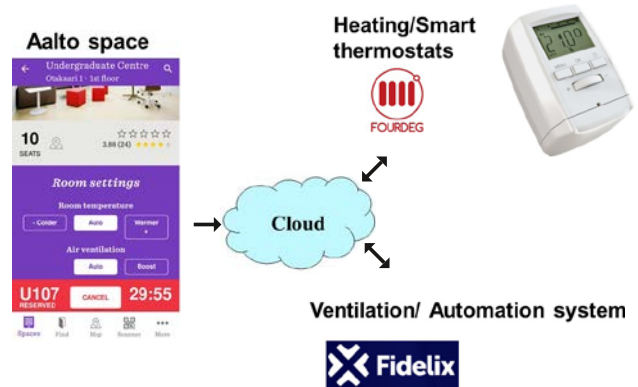 Aalto space
Undergraduate Centre
Otakaari 1 - 1st floor
10
SEATS
3.88 (24)
Room settings
Room temperature
- Colder
Auto
Warmer
+
Air ventilation
Auto
Boost
U107
RESERVED
CANCEL
29:55
Spaces
Find
Map
Scanner
More
Cloud
Heating/Smart
thermostats
FOURDEG
21.0°
Ventilation/ Automation system
Fidelix